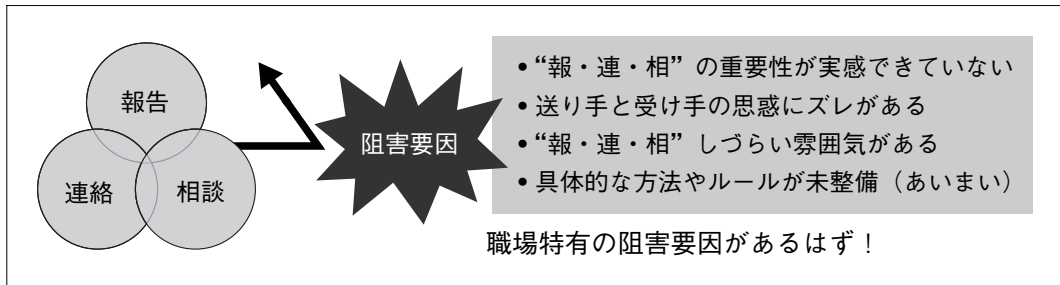 報告
連絡
相談
阻害要因
• “報・連・相” の重要性が実感できていない
• 送り手と受け手の思惑にズレがある
• “報・連・相” しづらい雰囲気がある
• 具体的な方法やルールが未整備（あいまい）
職場特有の阻害要因があるはず！